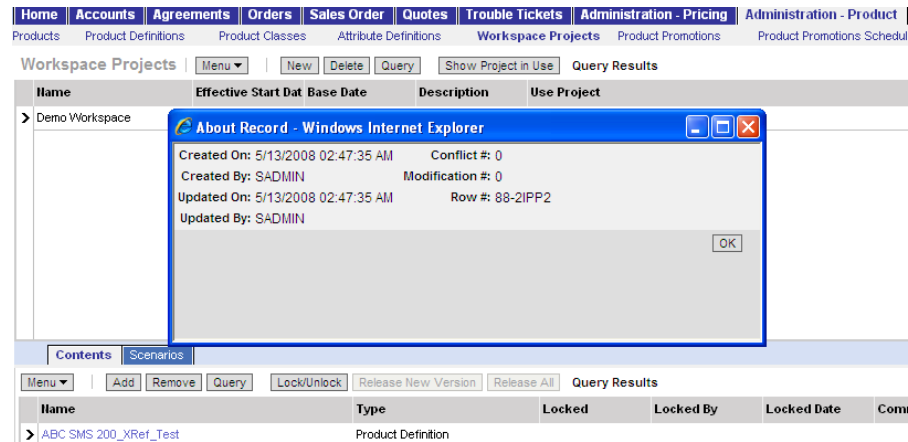 Home Accounts Agreements Orders Sales Order Quotes Trouble Tickets Administration - Pricing Administration - Product
Products Product Definitions Product Classes Attribute Definitions Workspace Projects Product Promotions Product Promotions Schedul
Workspace Projects Menu New Delete Query Show Project in Use Query Results
Name Effective Start Dat Base Date Description Use Project
Demo Workspace
About Record - Windows Internet Explorer
Created On: 5/13/2008 02:47:35 AM Conflict #: 0
Created By: SADMIN Modification #: 0
Updated On: 5/13/2008 02:47:35 AM Row #: 88-2IPP2
Updated By: SADMIN
OK
Contents Scenarios
Menu Add Remove Query Lock/Unlock Release New Version Release All Query Results
Name Type Locked Locked By Locked Date Com
ABC SMS 200_XRef_Test Product Definition